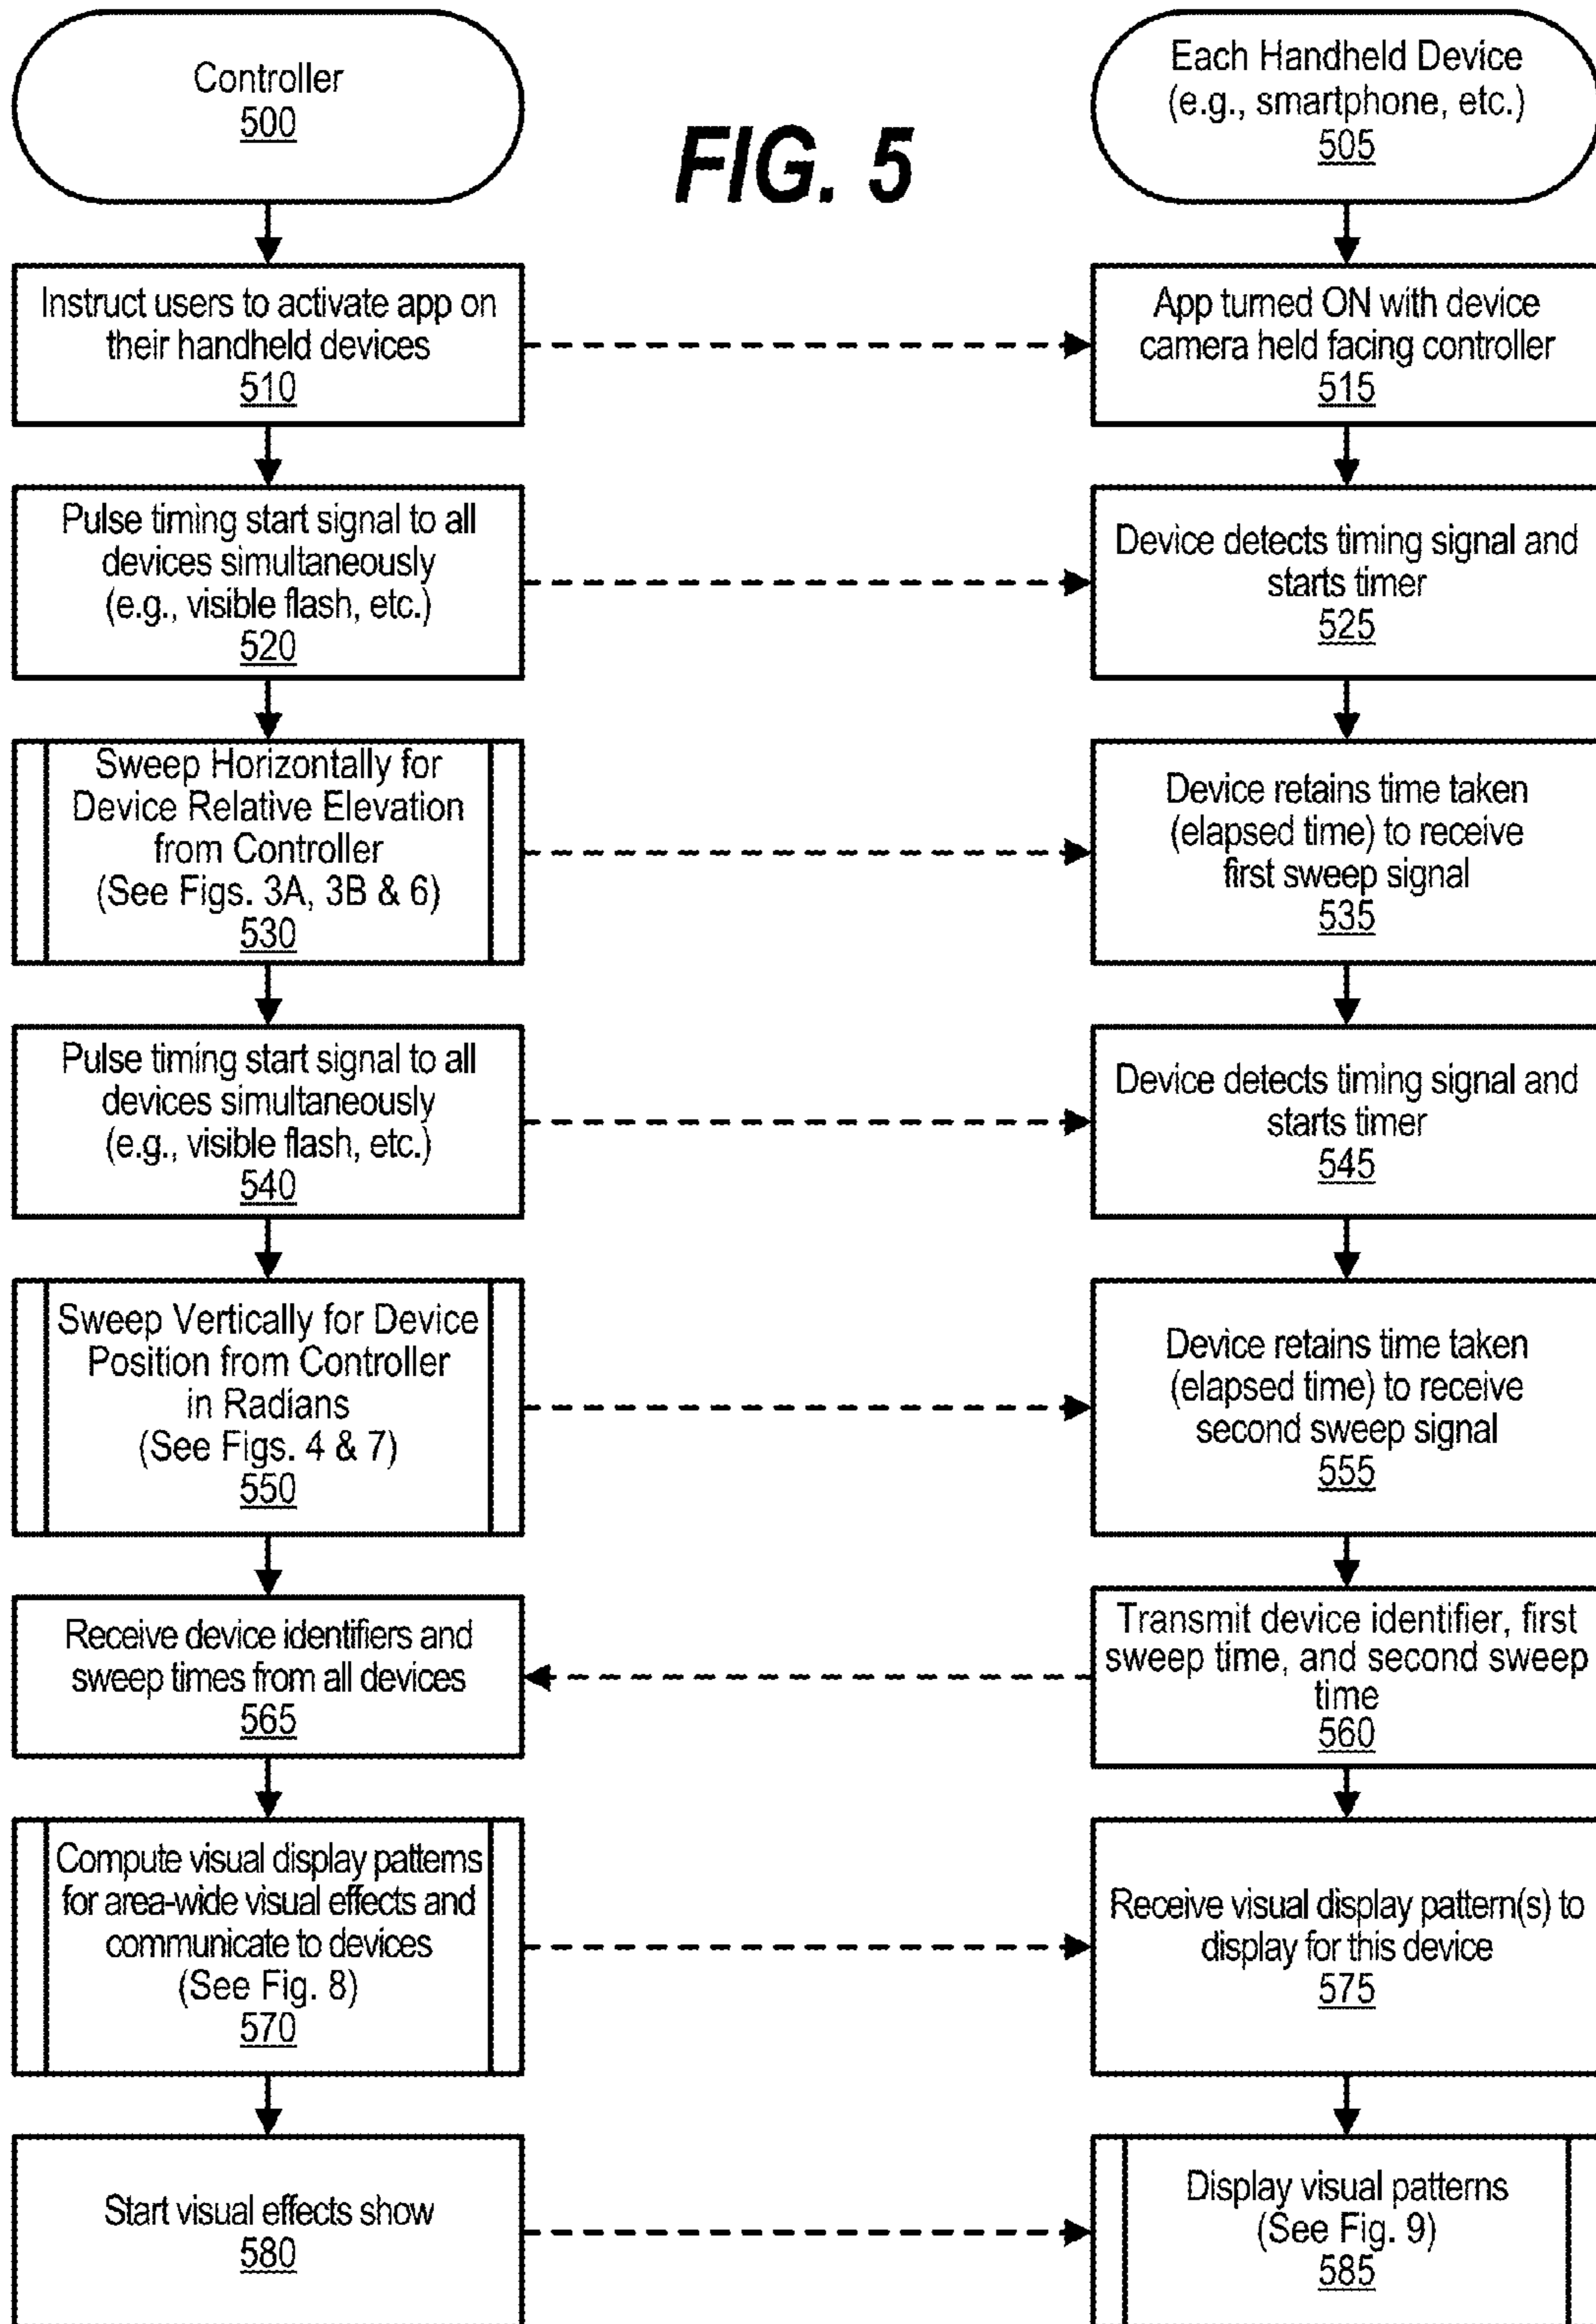 Controller
500
FIG. 5
Each Handheld Device
(e.g., smartphone, etc.)
505
Instruct users to activate app on
their handheld devices
510
App turned ON with device
camera held facing controller
515
Pulse timing start signal to all
devices simultaneously
(e.g., visible flash, etc.)
520
Device detects timing signal and
starts timer
525
Sweep Horizontally for
Device Relative Elevation
from Controller
(See Figs. 3A, 3B & 6)
530
Device retains time taken
(elapsed time) to receive
first sweep signal
535
Pulse timing start signal to all
devices simultaneously
(e.g., visible flash, etc.)
540
Device detects timing signal and
starts timer
545
Sweep Vertically for Device
Position from Controller
in Radians
(See Figs. 4 & 7)
550
Device retains time taken
(elapsed time) to receive
second sweep signal
555
Receive device identifiers and
sweep times from all devices
565
Transmit device identifier, first
sweep time, and second sweep
time
560
Compute visual display patterns
for area-wide visual effects and
communicate to devices
(See Fig. 8)
570
Receive visual display pattern(s) to
display for this device
575
Start visual effects show
580
Display visual patterns
(See Fig. 9)
585